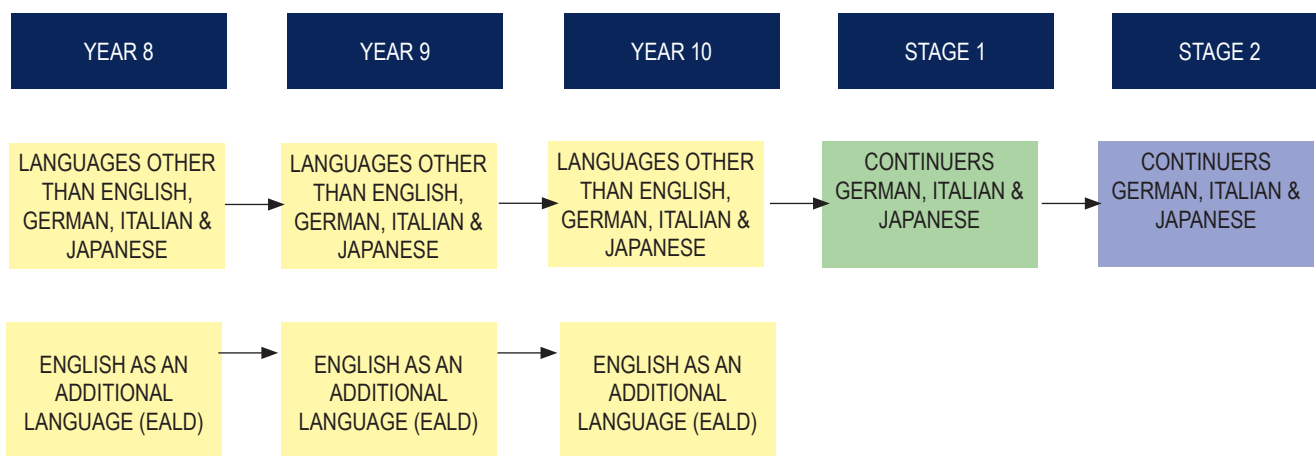 YEAR 8
YEAR 9
YEAR 10
STAGE 1
STAGE 2
LANGUAGES OTHER
THAN ENGLISH,
GERMAN, ITALIAN &
JAPANESE
LANGUAGES OTHER
THAN ENGLISH,
GERMAN, ITALIAN &
JAPANESE
LANGUAGES OTHER
THAN ENGLISH,
GERMAN, ITALIAN &
JAPANESE
CONTINUERS
GERMAN, ITALIAN &
JAPANESE
CONTINUERS
GERMAN, ITALIAN &
JAPANESE
ENGLISH AS AN
ADDITIONAL
LANGUAGE (EALD)
ENGLISH AS AN
ADDITIONAL
LANGUAGE (EALD)
ENGLISH AS AN
ADDITIONAL
LANGUAGE (EALD)